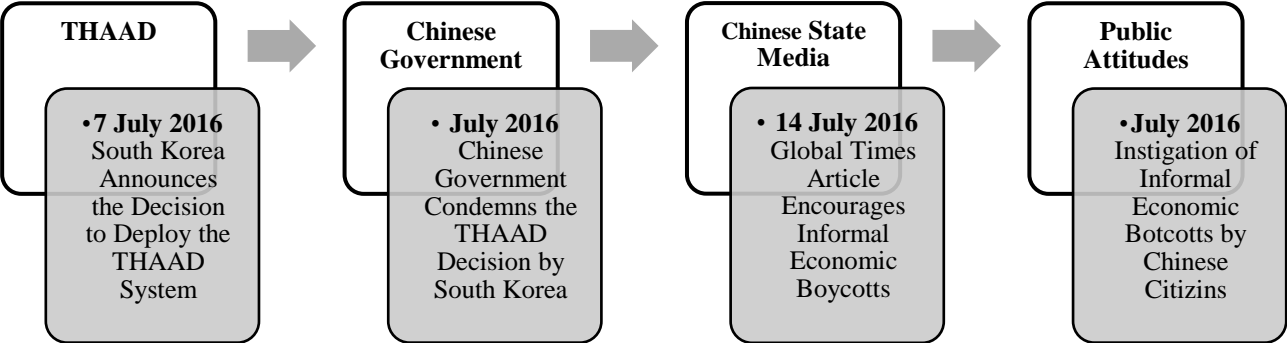 THAAD
•7 July 2016
South Korea
Announces
the Decision
to Deploy the
THAAD
System
Chinese
Government
• July 2016
Chinese
Government
Condemns the
THAAD
Decision by
South Korea
Chinese State
Media
• 14 July 2016
Global Times
Article
Encourages
Informal
Economic
Boycotts
Public
Attitudes
•July 2016
Instigation of
Informal
Economic
Botcotts by
Chinese
Citizins